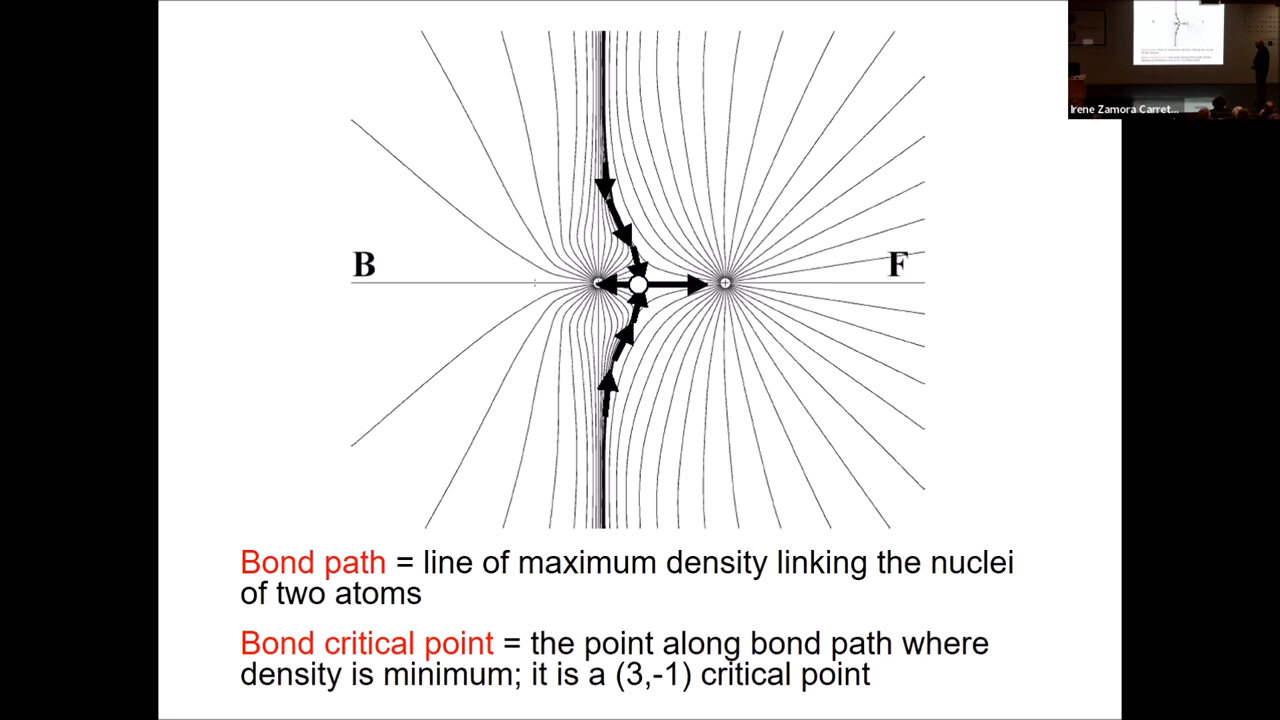 Irene Zamora Carret...
B
F
Bond path = line of maximum density linking the nuclei
of two atoms
Bond critical point = the point along bond path where
density is minimum; it is a (3,-1) critical point